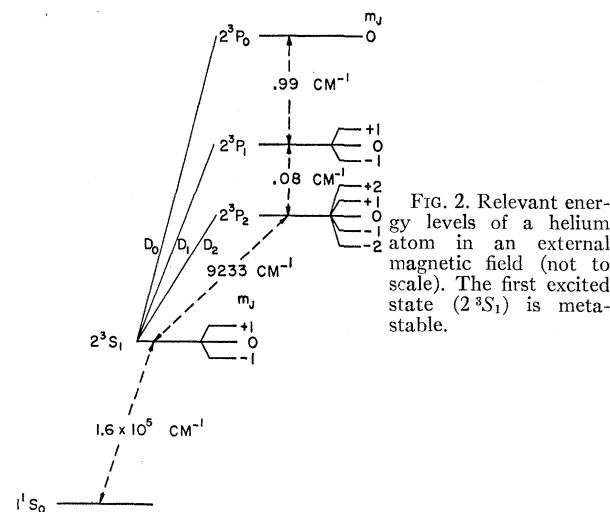 m_J
2³P₀ 0
.99 CM⁻¹
+1
2³P₁ 0
-1
.08 CM⁻¹
+2
+1
2³P₂ 0
-1
-2
D₀ D₁ D₂
9233 CM⁻¹
m_J
+1
2³S₁ 0
-1
1.6 x 10⁵ CM⁻¹
1¹S₀
FIG. 2. Relevant ener-
gy levels of a helium
atom in an external
magnetic field (not to
scale). The first excited
state (2 ³S₁) is meta-
stable.